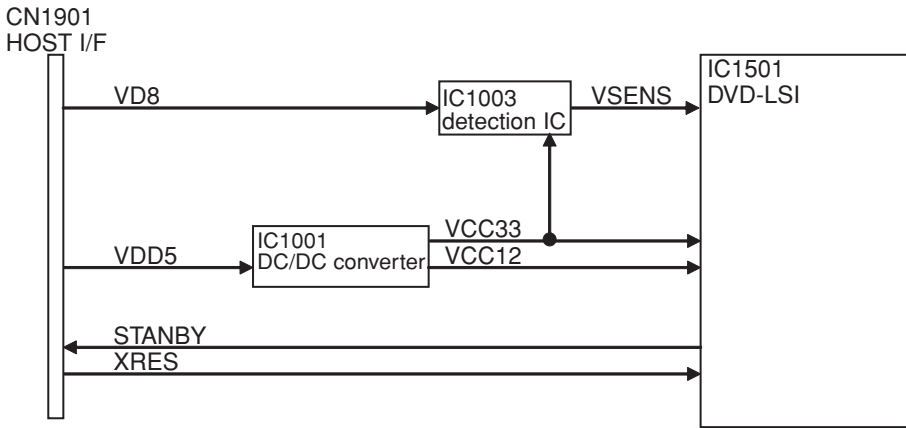 CN1901
HOST I/F
IC1501
DVD-LSI
VD8
IC1003
detection IC
VSENS
VDD5
IC1001
DC/DC converter
VCC33
VCC12
STANBY
XRES